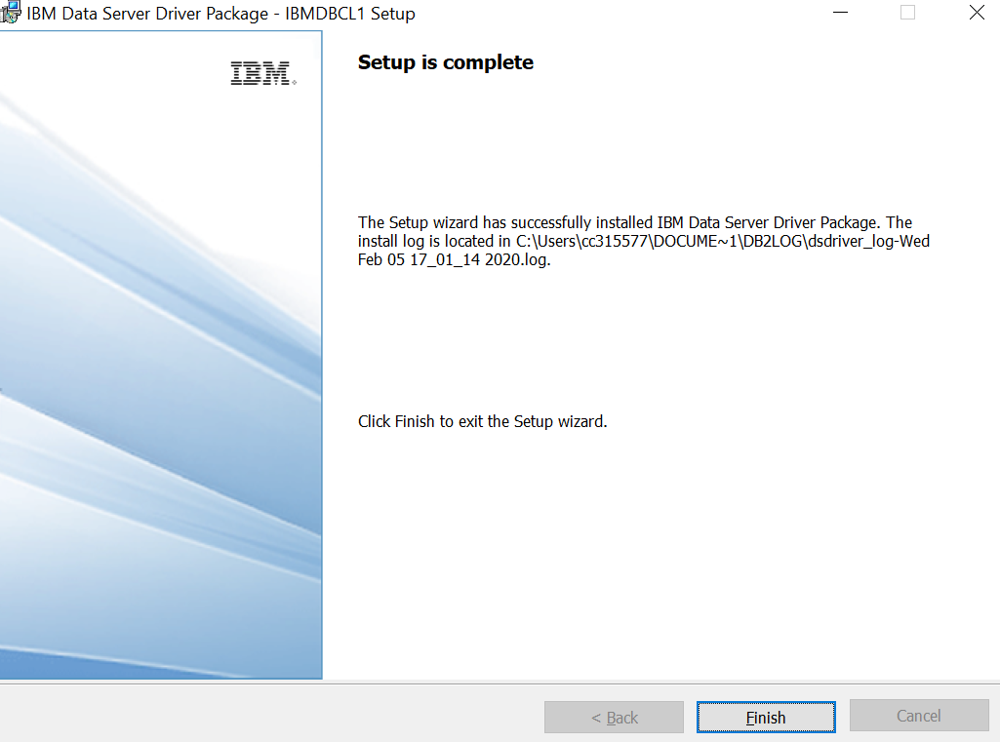 IBM Data Server Driver Package - IBMDBCL1 Setup
IBM
Setup is complete
The Setup wizard has successfully installed IBM Data Server Driver Package. The
install log is located in C:\Users\cc315577\DOCUME~1\DB2LOG\dsdriver_log-Wed
Feb 05 17_01_14 2020.log.
Click Finish to exit the Setup wizard.
< Back
Finish
Cancel